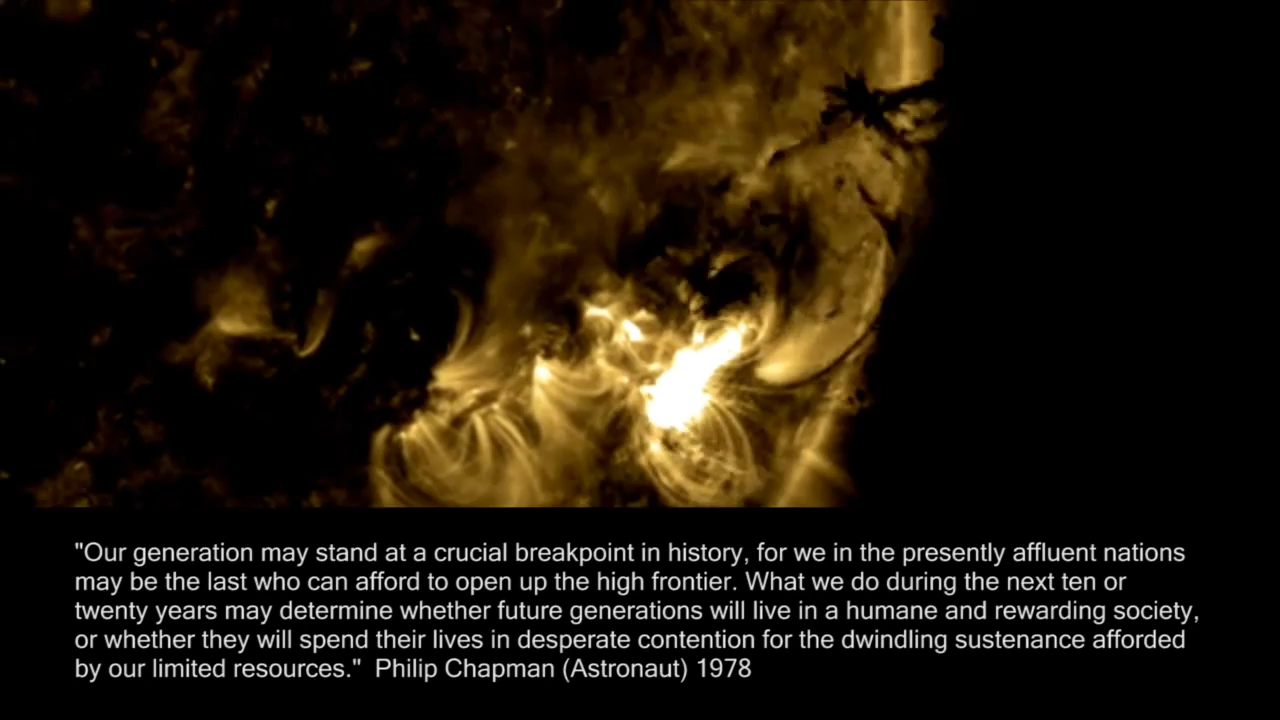 "Our generation may stand at a crucial breakpoint in history, for we in the presently affluent nations
may be the last who can afford to open up the high frontier. What we do during the next ten or
twenty years may determine whether future generations will live in a humane and rewarding society,
or whether they will spend their lives in desperate contention for the dwindling sustenance afforded
by our limited resources."  Philip Chapman (Astronaut) 1978